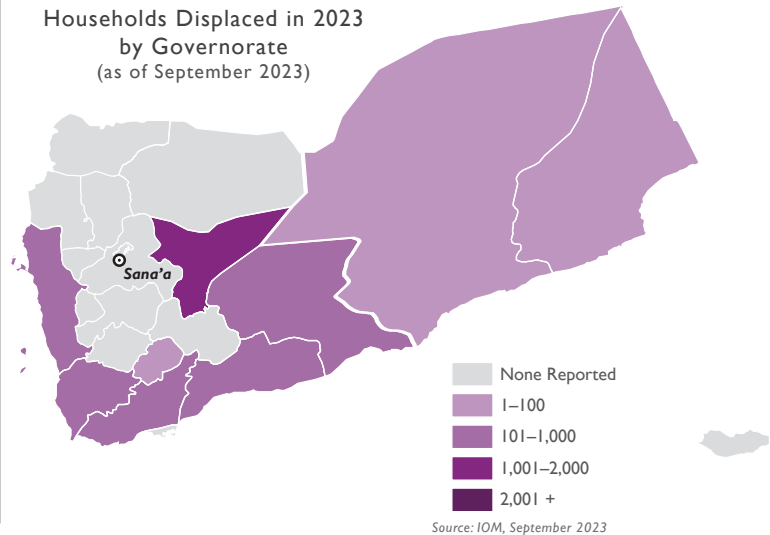 Households Displaced in 2023
by Governorate
(as of September 2023)
Sana’a
None Reported
1–100
101–1,000
1,001–2,000
2,001 +
Source: IOM, September 2023